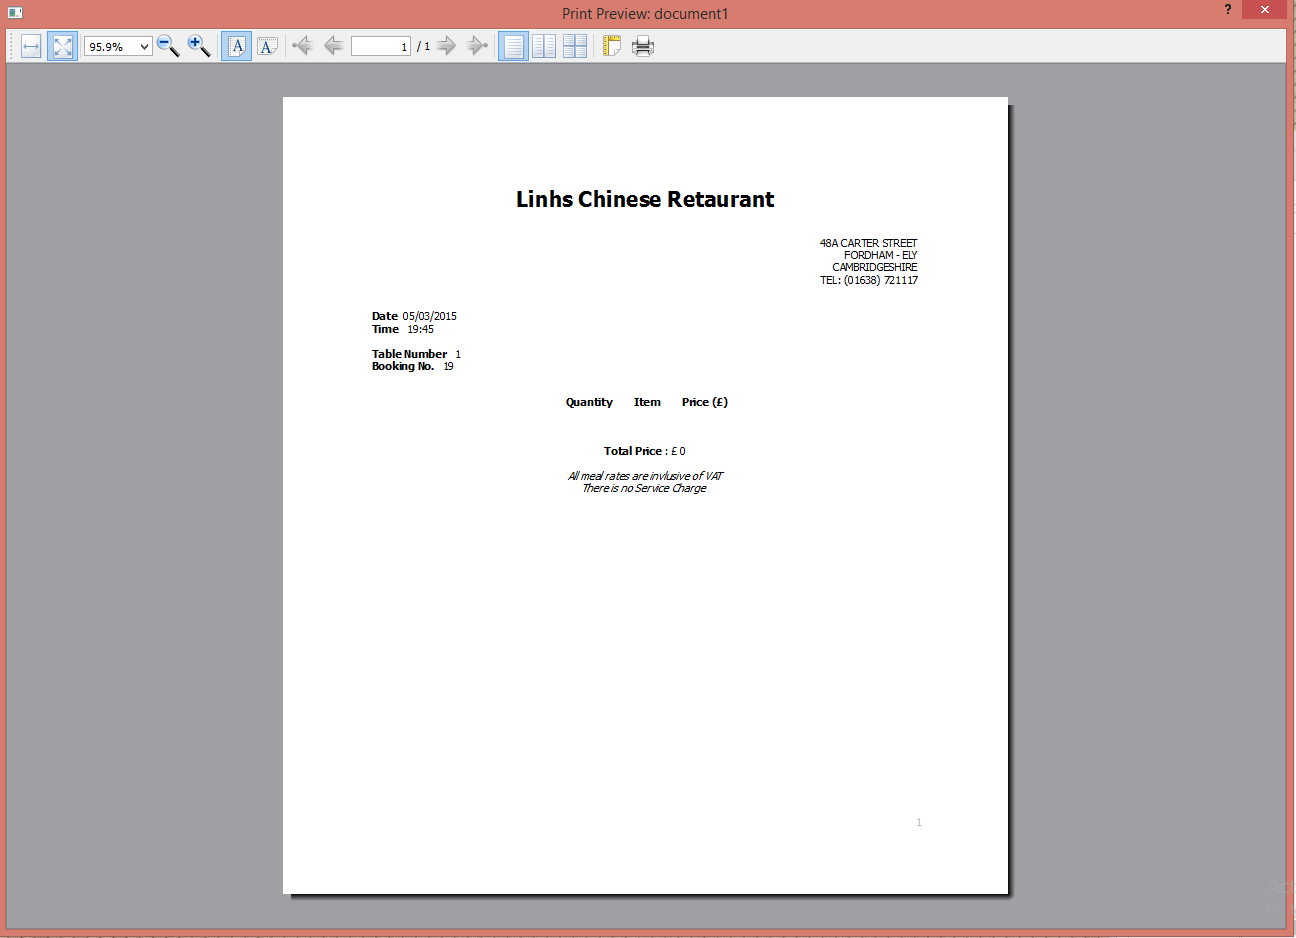 Print Preview: document1
?
95.9%
1 / 1
Linhs Chinese Retaurant
48A CARTER STREET
FORDHAM - ELY
CAMBRIDGESHIRE
TEL: (01638) 721117
Date 05/03/2015
Time 19:45
Table Number 1
Booking No. 19
Quantity Item Price (£)
Total Price : £ 0
All meal rates are invlusive of VAT
There is no Service Charge
1